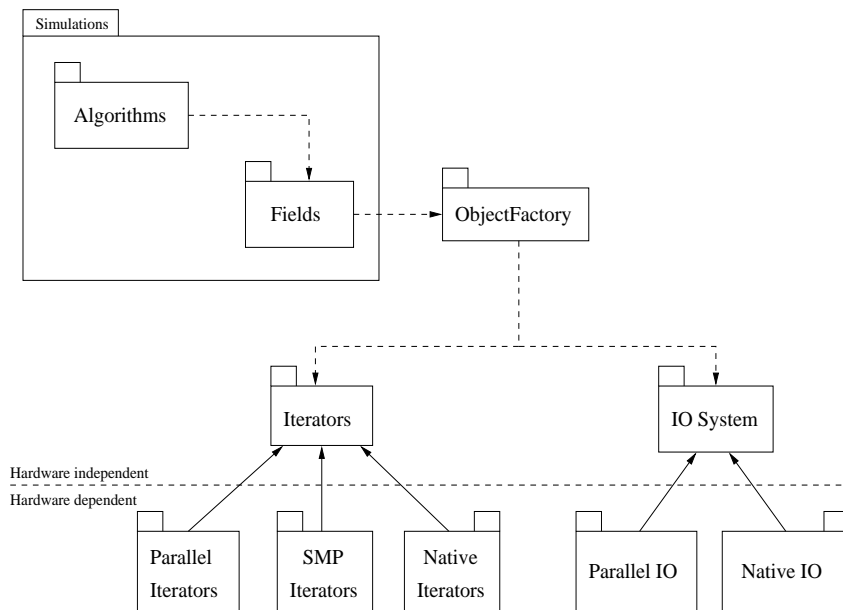 Simulations
Algorithms
Fields
ObjectFactory
Iterators
IO System
Hardware independent
Hardware dependent
Parallel
Iterators
SMP
Iterators
Native
Iterators
Parallel IO
Native IO